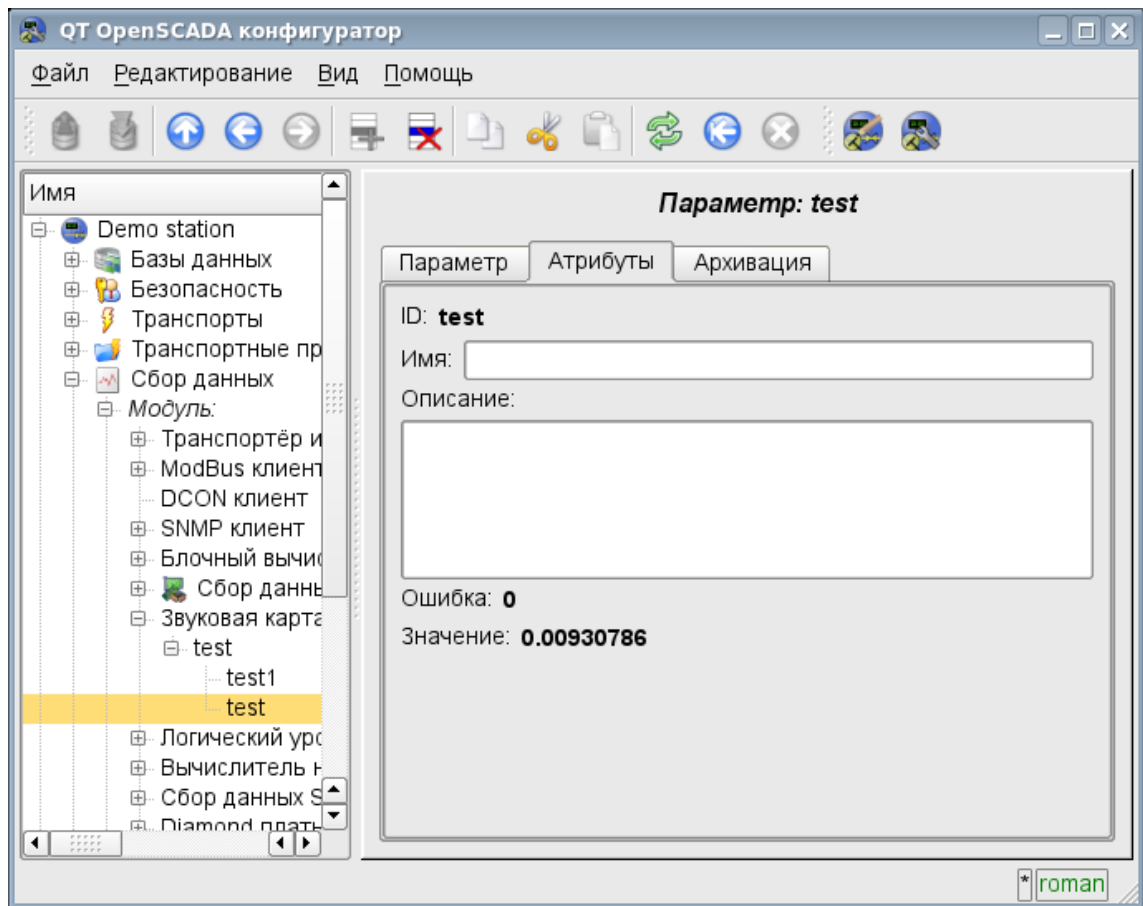 QT OpenSCADA конфигуратор
Файл Редактирование Вид Помощь
Имя
Demo station
Базы данных
Безопасность
Транспорты
Транспортные пр
Сбор данных
Модуль:
Транспортёр и
ModBus клиент
DCON клиент
SNMP клиент
Блочный вычис
Сбор данны
Звуковая карта
test
test1
test
Логический уро
Вычислитель н
Сбор данных S
Diamond плать
Параметр: test
Параметр Атрибуты Архивация
ID: test
Имя:
Описание:
Ошибка: 0
Значение: 0.00930786
* roman